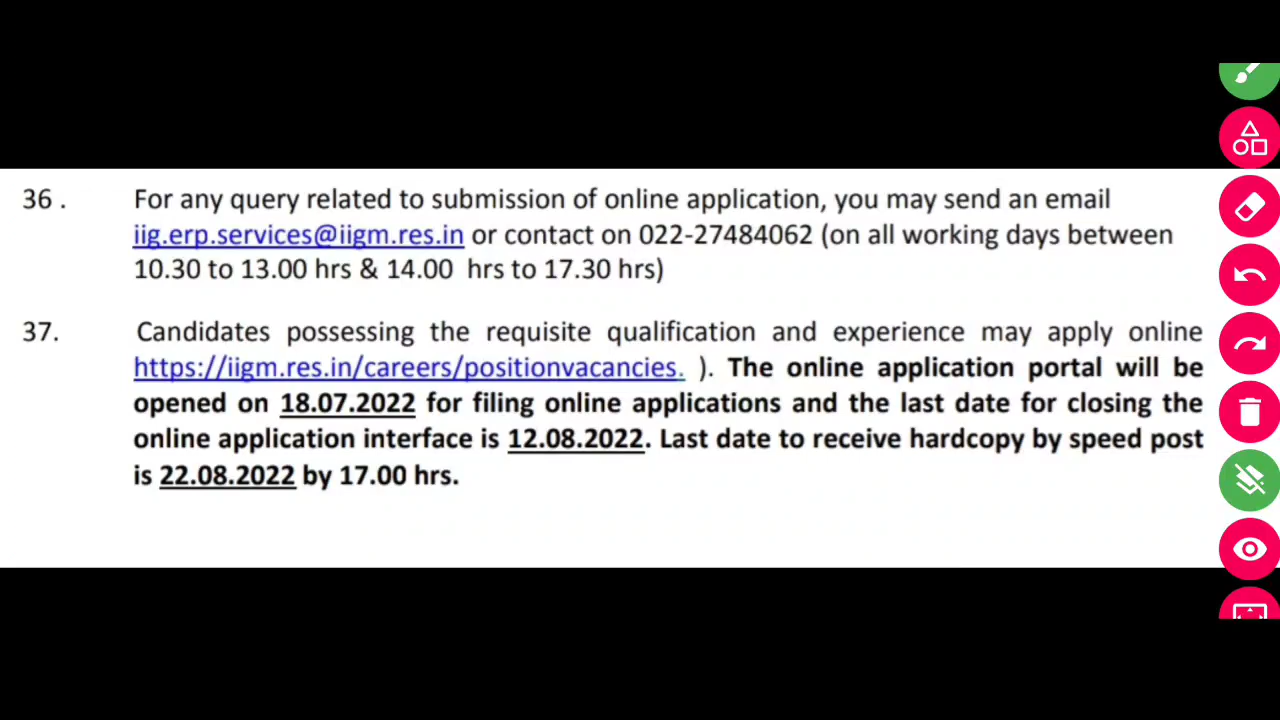 36 . For any query related to submission of online application, you may send an email
iig.erp.services@iigm.res.in or contact on 022-27484062 (on all working days between
10.30 to 13.00 hrs & 14.00 hrs to 17.30 hrs)
37. Candidates possessing the requisite qualification and experience may apply online
https://iigm.res.in/careers/positionvacancies. ). The online application portal will be
opened on 18.07.2022 for filing online applications and the last date for closing the
online application interface is 12.08.2022. Last date to receive hardcopy by speed post
is 22.08.2022 by 17.00 hrs.